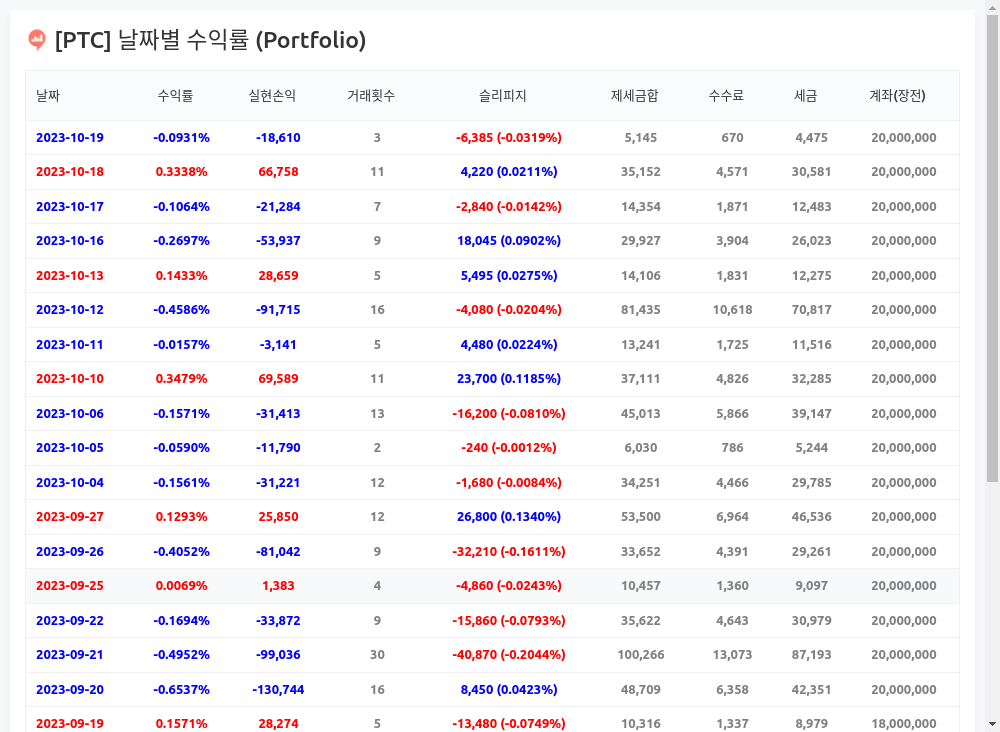 [PTC] 날짜별 수익률 (Portfolio)
날짜 수익률 실현손익 거래횟수 슬리피지 제세금합 수수료 세금 계좌(장전)
2023-10-19 -0.0931% -18,610 3 -6,385 (-0.0319%) 5,145 670 4,475 20,000,000
2023-10-18 0.3338% 66,758 11 4,220 (0.0211%) 35,152 4,571 30,581 20,000,000
2023-10-17 -0.1064% -21,284 7 -2,840 (-0.0142%) 14,354 1,871 12,483 20,000,000
2023-10-16 -0.2697% -53,937 9 18,045 (0.0902%) 29,927 3,904 26,023 20,000,000
2023-10-13 0.1433% 28,659 5 5,495 (0.0275%) 14,106 1,831 12,275 20,000,000
2023-10-12 -0.4586% -91,715 16 -4,080 (-0.0204%) 81,435 10,618 70,817 20,000,000
2023-10-11 -0.0157% -3,141 5 4,480 (0.0224%) 13,241 1,725 11,516 20,000,000
2023-10-10 0.3479% 69,589 11 23,700 (0.1185%) 37,111 4,826 32,285 20,000,000
2023-10-06 -0.1571% -31,413 13 -16,200 (-0.0810%) 45,013 5,866 39,147 20,000,000
2023-10-05 -0.0590% -11,790 2 -240 (-0.0012%) 6,030 786 5,244 20,000,000
2023-10-04 -0.1561% -31,221 12 -1,680 (-0.0084%) 34,251 4,466 29,785 20,000,000
2023-09-27 0.1293% 25,850 12 26,800 (0.1340%) 53,500 6,964 46,536 20,000,000
2023-09-26 -0.4052% -81,042 9 -32,210 (-0.1611%) 33,652 4,391 29,261 20,000,000
2023-09-25 0.0069% 1,383 4 -4,860 (-0.0243%) 10,457 1,360 9,097 20,000,000
2023-09-22 -0.1694% -33,872 9 -15,860 (-0.0793%) 35,622 4,643 30,979 20,000,000
2023-09-21 -0.4952% -99,036 30 -40,870 (-0.2044%) 100,266 13,073 87,193 20,000,000
2023-09-20 -0.6537% -130,744 16 8,450 (0.0423%) 48,709 6,358 42,351 20,000,000
2023-09-19 0.1571% 28,274 5 -13,480 (-0.0749%) 10,316 1,337 8,979 18,000,000